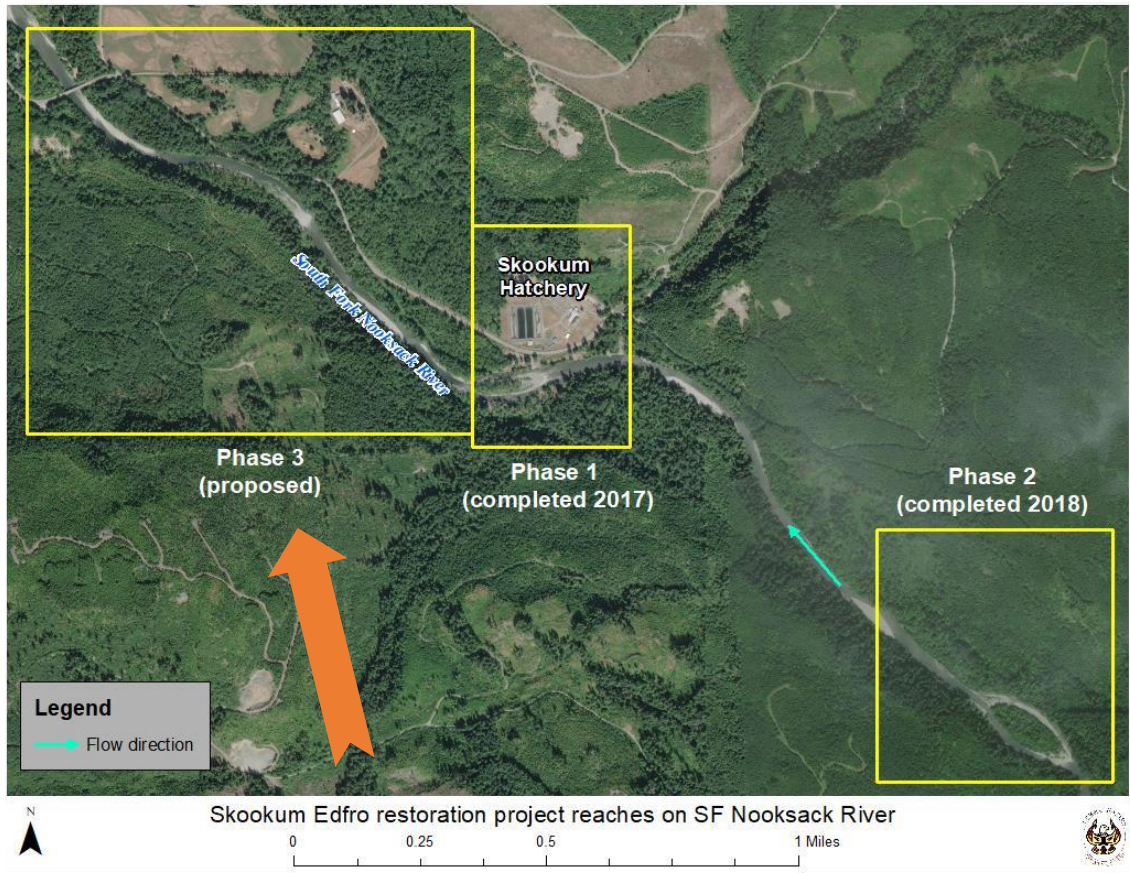 Skookum
Hatchery
South Fork Nooksack River
Phase 3
(proposed)
Phase 1
(completed 2017)
Phase 2
(completed 2018)
Legend
Flow direction
N
Skookum Edfro restoration project reaches on SF Nooksack River
0 0.25 0.5 1 Miles